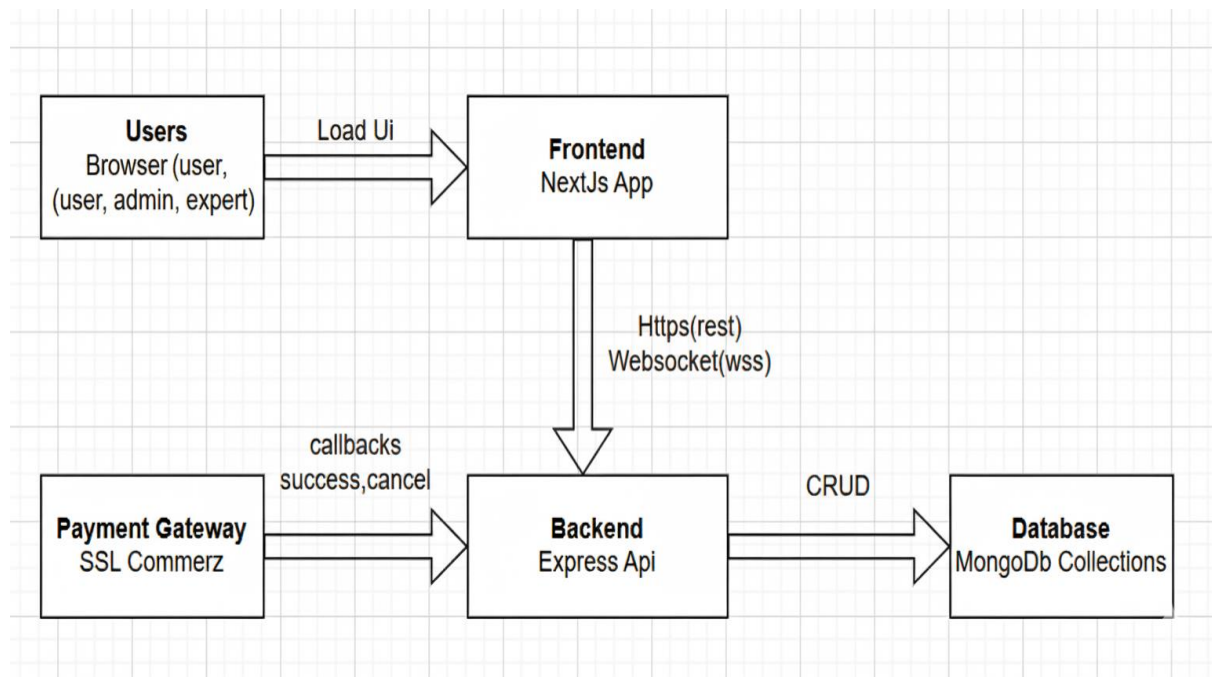 Users
Browser (user,
(user, admin, expert)
Load Ui
Frontend
NextJs App
Https(rest)
Websocket(wss)
callbacks
success,cancel
Payment Gateway
SSL Commerz
Backend
Express Api
CRUD
Database
MongoDb Collections